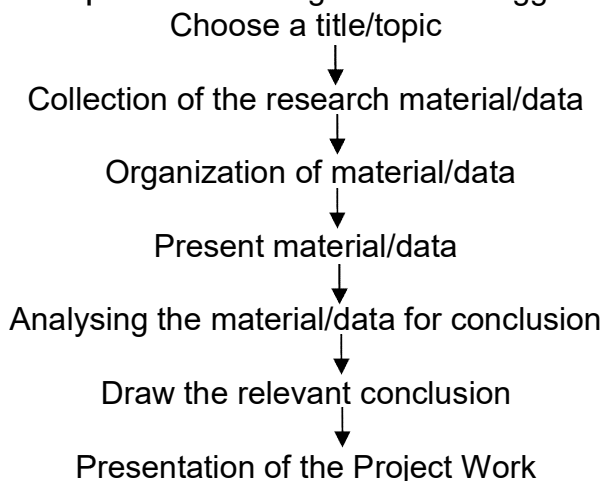 Choose a title/topic
Collection of the research material/data
Organization of material/data
Present material/data
Analysing the material/data for conclusion
Draw the relevant conclusion
Presentation of the Project Work